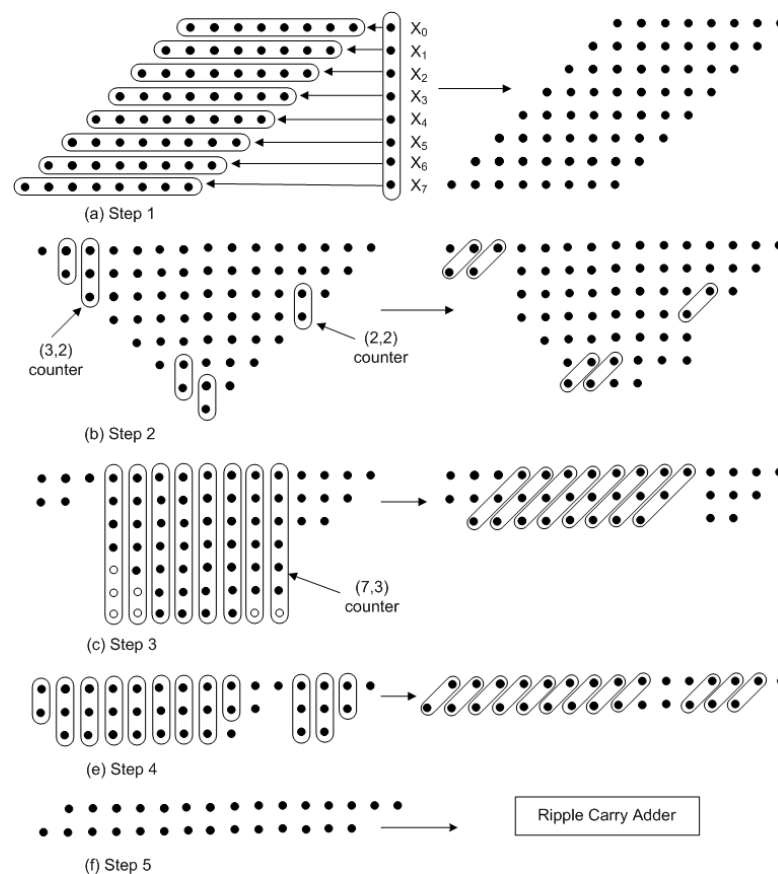 X0
X1
X2
X3
X4
X5
X6
X7
(a) Step 1
(3,2)
counter
(2,2)
counter
(b) Step 2
(7,3)
counter
(c) Step 3
(e) Step 4
Ripple Carry Adder
(f) Step 5